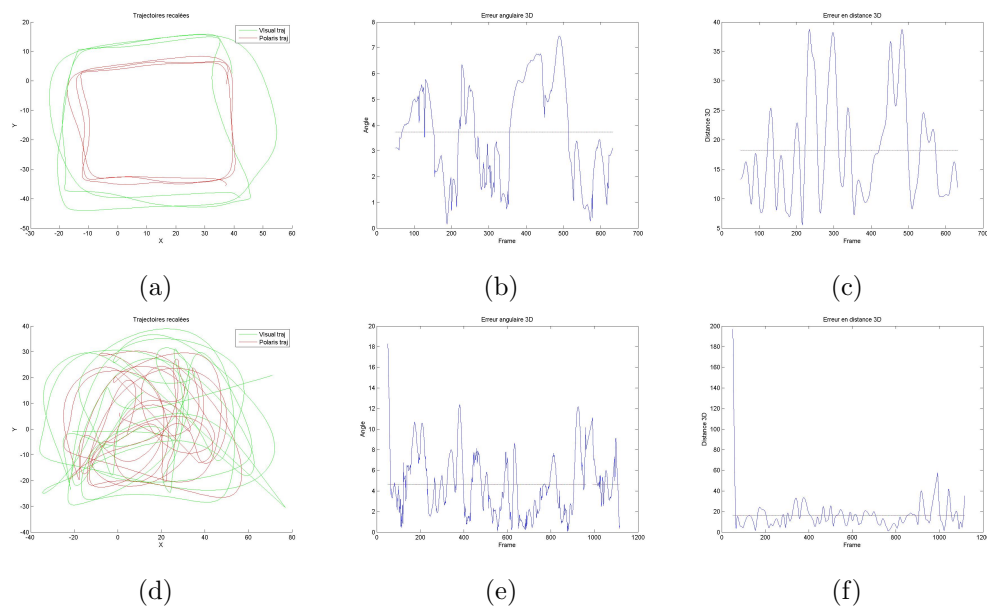 Trajectoires recalées
Visual traj
Polaris traj
20
10
0
-10
-20
-30
-40
-50
Y
-30 -20 -10 0 10 20 30 40 50 60
X
(a)
Erreur angulaire 3D
8
7
6
5
4
3
2
1
0
Angle
0 100 200 300 400 500 600 700
Frame
(b)
Erreur en distance 3D
40
35
30
25
20
15
10
5
Distance 3D
0 100 200 300 400 500 600 700
Frame
(c)
Trajectoires recalées
Visual traj
Polaris traj
40
30
20
10
0
-10
-20
-30
-40
Y
-40 -20 0 20 40 60 80
X
(d)
Erreur angulaire 3D
20
18
16
14
12
10
8
6
4
2
0
Angle
0 200 400 600 800 1000 1200
Frame
(e)
Erreur en distance 3D
200
180
160
140
120
100
80
60
40
20
0
Distance 3D
0 200 400 600 800 1000 1200
Frame
(f)